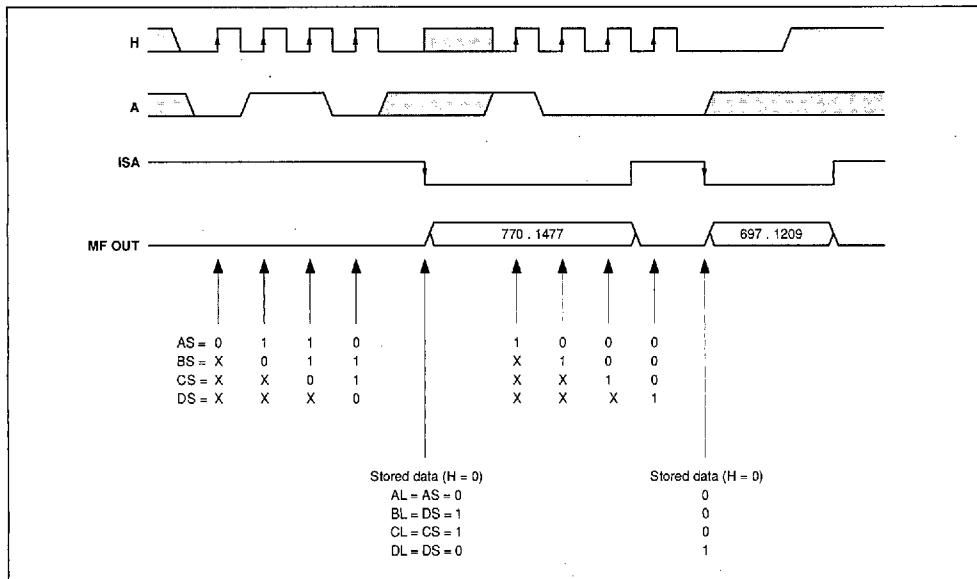 H
A
ISA
MF OUT
770 . 1477
697 . 1209
AS = 0 1 1 0 1 0 0 0
BS = X 0 1 1 X 1 0 0
CS = X X 0 1 X X 1 0
DS = X X X 0 X X X 1
Stored data (H = 0) Stored data (H = 0)
AL = AS = 0 0
BL = DS = 1 0
CL = CS = 1 0
DL = DS = 0 1